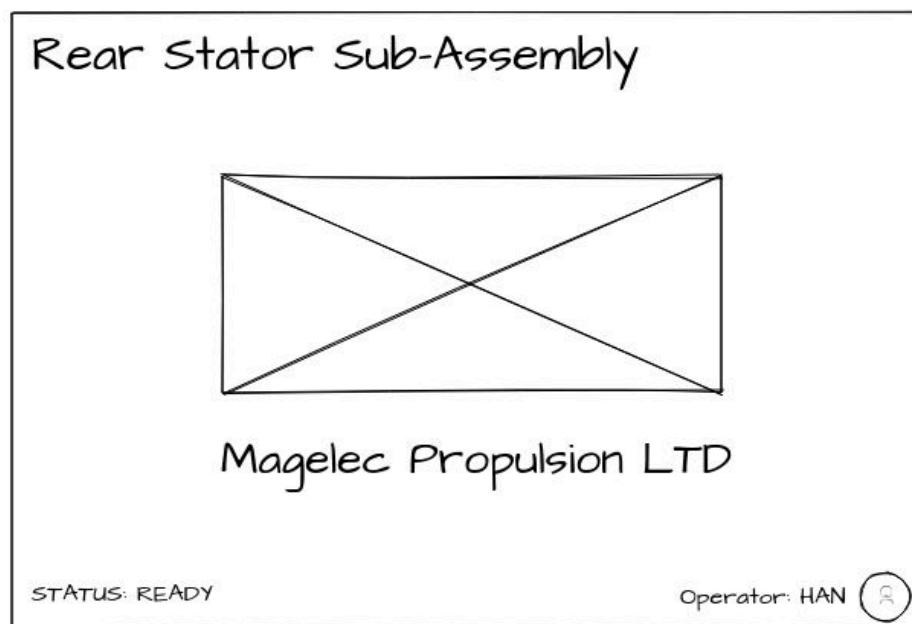 Rear Stator Sub-Assembly
Magelec Propulsion LTD
STATUS: READY
Operator: HAN